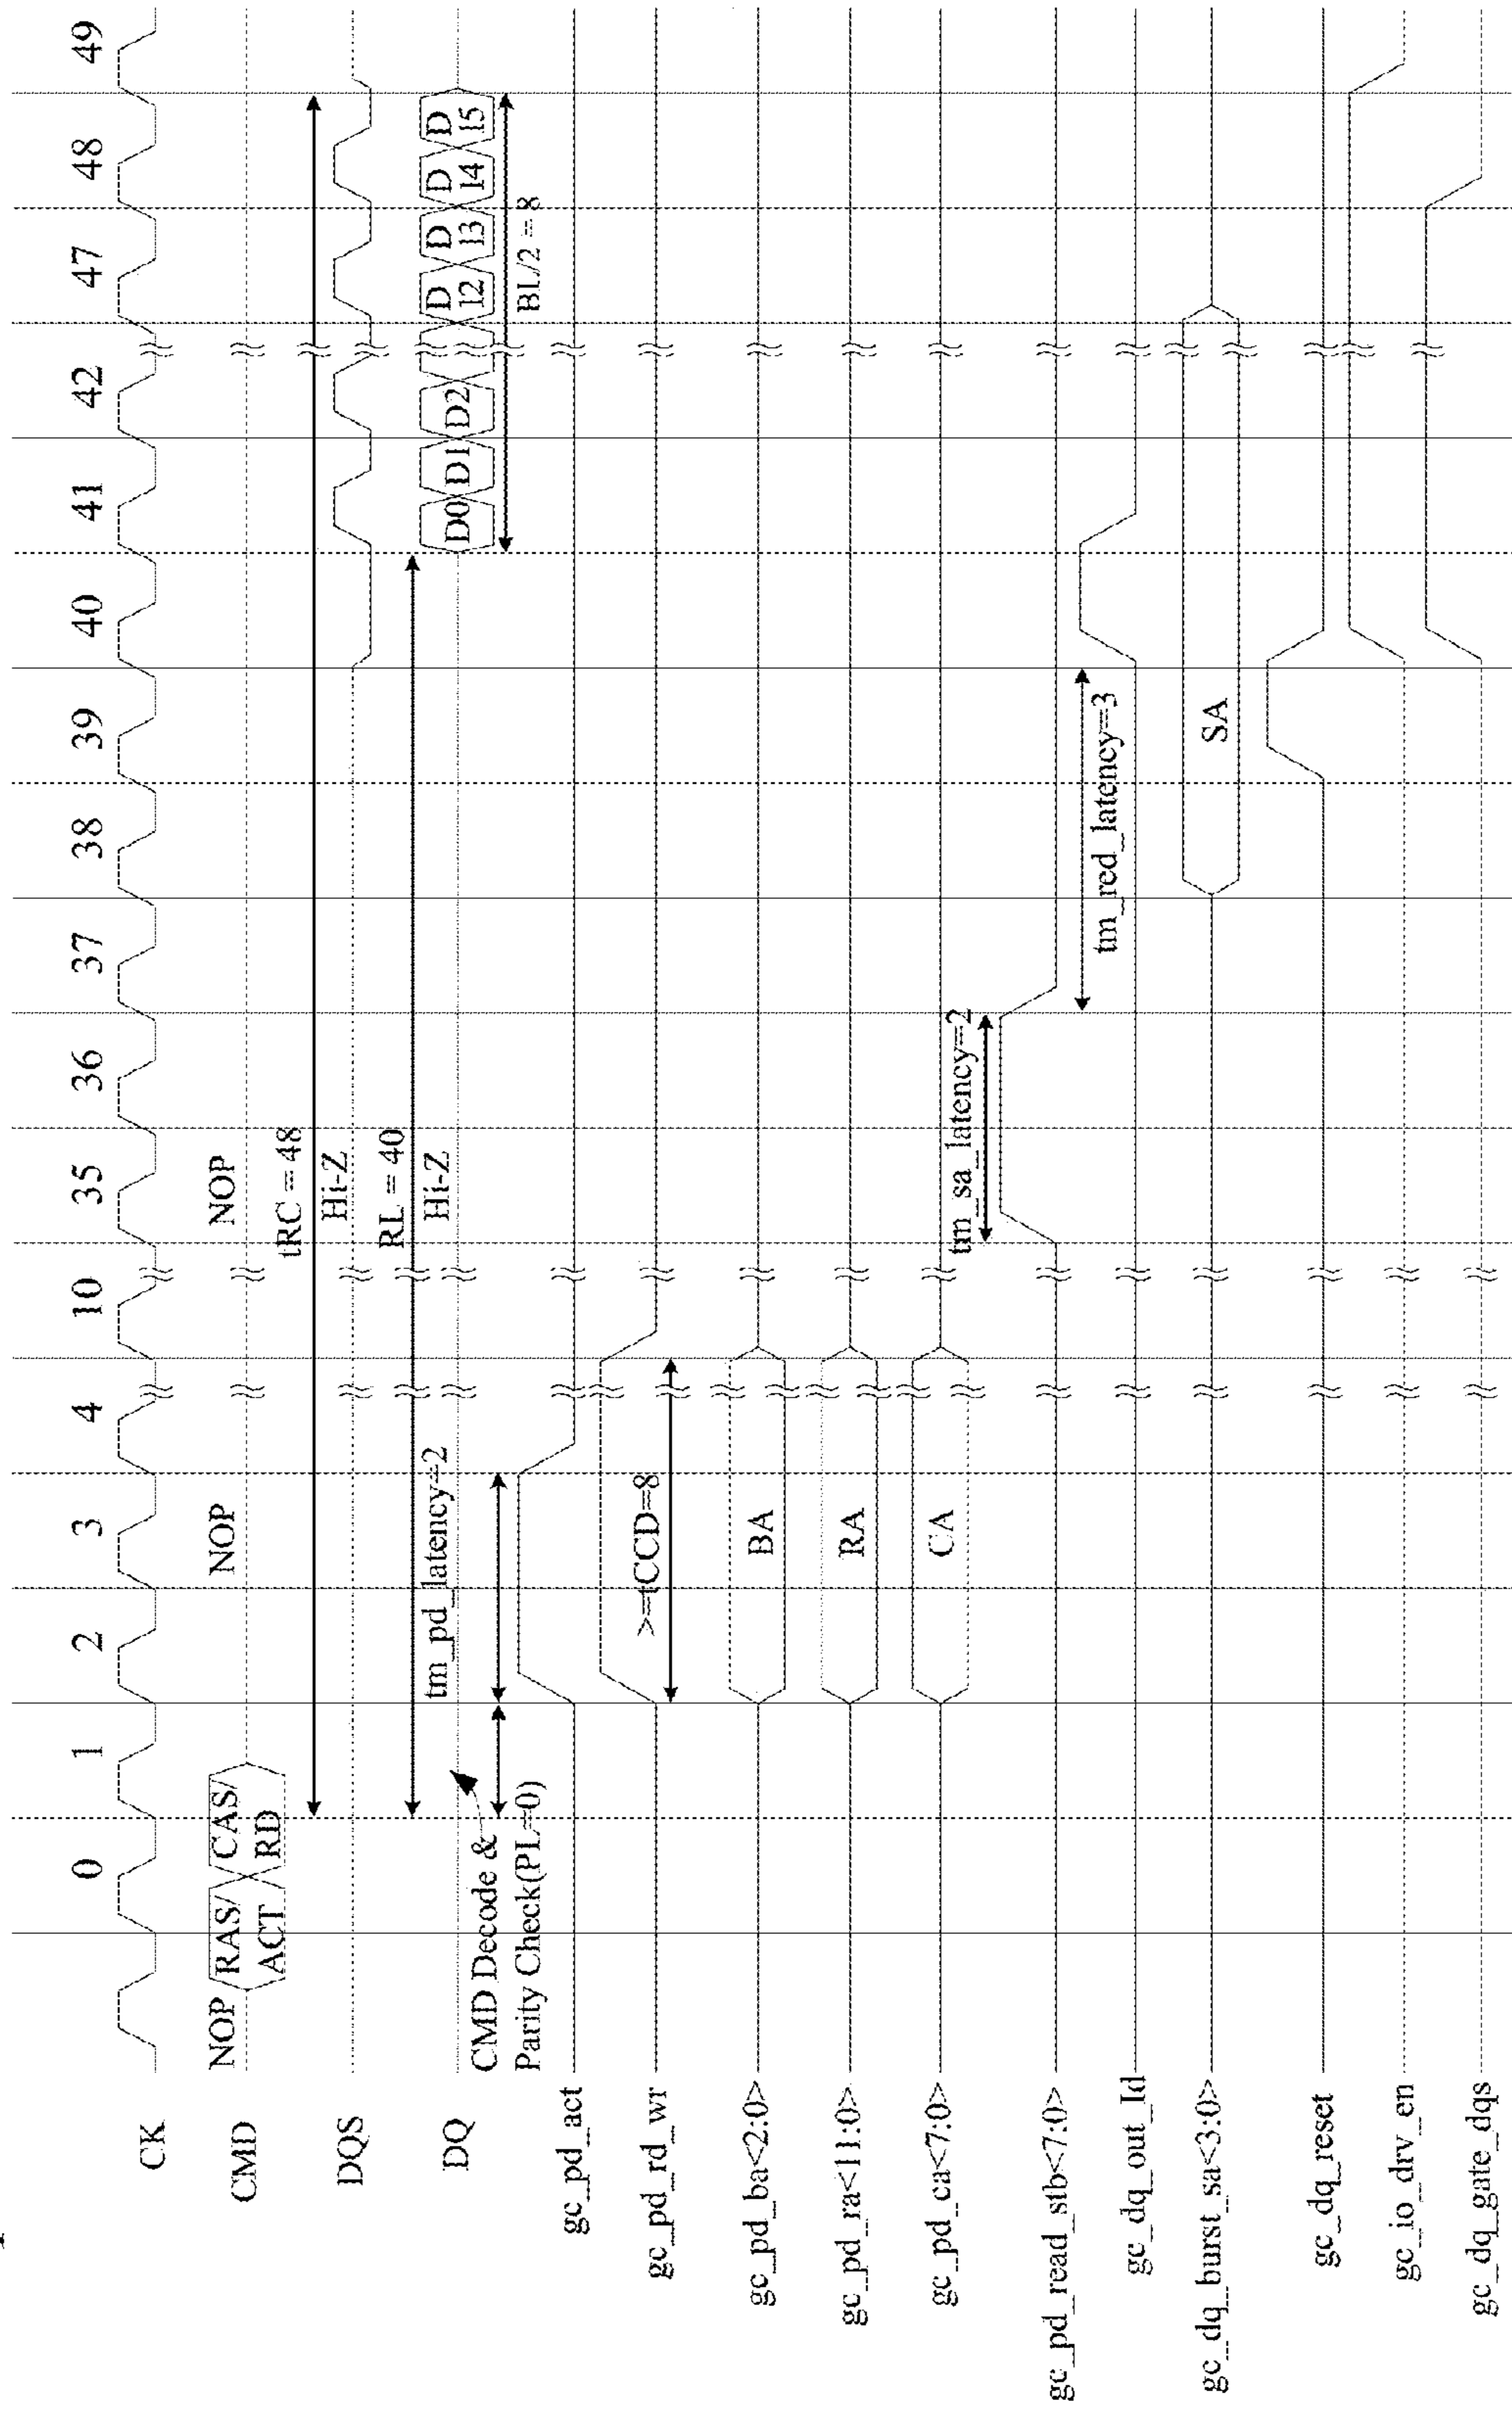 0 1 2 3 4 10 35 36 37 38 39 40 41 42 47 48 49
CK
CMD
NOP RAS/ACT CAS/RD NOP NOP
tRC = 48
DQS
Hi-Z
RL = 40
DQ
Hi-Z
D0 D1 D2 D12 D13 D14 D15
BL/2 = 8
CMD Decode &
Parity Check(PL=0)
tm_pd_latency=2
gc_pd_act
gc_pd_rd_wr
>=tCCD=8
gc_pd_ba<2:0>
BA
gc_pd_ra<11:0>
RA
gc_pd_ca<7:0>
CA
tm_sa_latency=2
gc_pd_read_stb<7:0>
tm_red_latency=3
gc_dq_out_ld
gc_dq_burst_sa<3:0>
SA
gc_dq_reset
gc_io_drv_en
gc_dq_gate_dqs